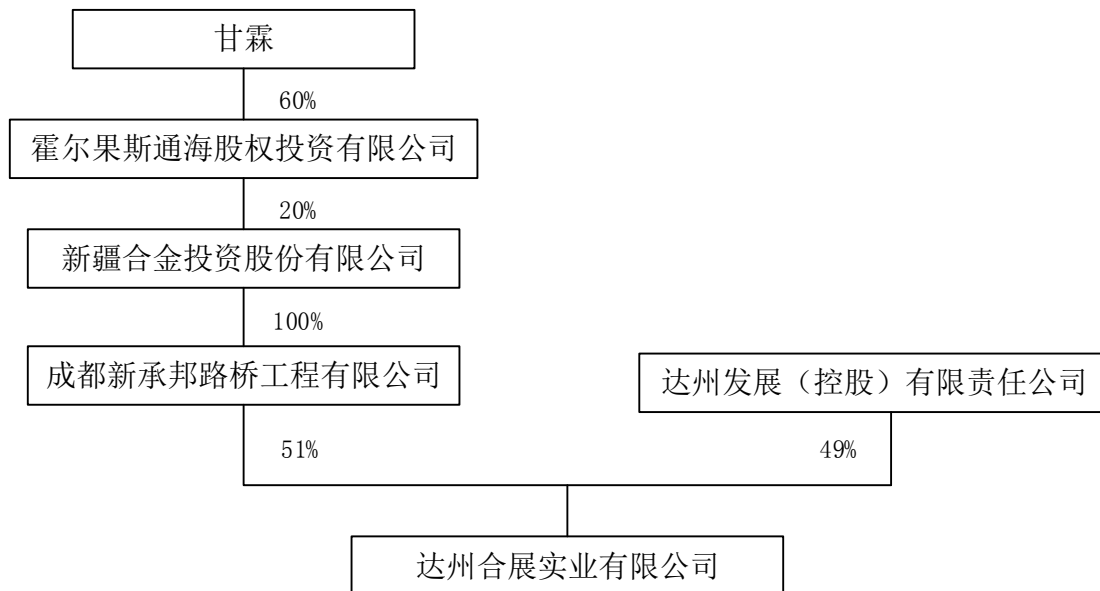 甘霖
60%
霍尔果斯通海股权投资有限公司
20%
新疆合金投资股份有限公司
100%
成都新承邦路桥工程有限公司
达州发展（控股）有限责任公司
51%
49%
达州合展实业有限公司